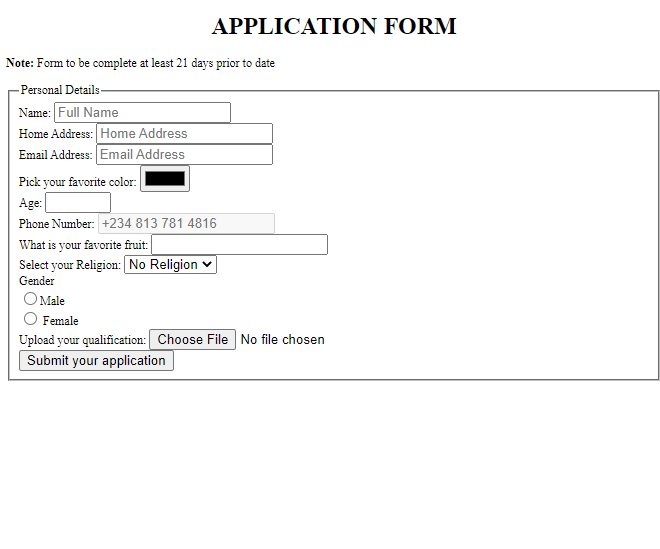 APPLICATION FORM
Note: Form to be complete at least 21 days prior to date
Personal Details
Name: Full Name
Home Address: Home Address
Email Address: Email Address
Pick your favorite color:
Age:
Phone Number: +234 813 781 4816
What is your favorite fruit:
Select your Religion: No Religion
Gender
Male
Female
Upload your qualification: Choose File No file chosen
Submit your application